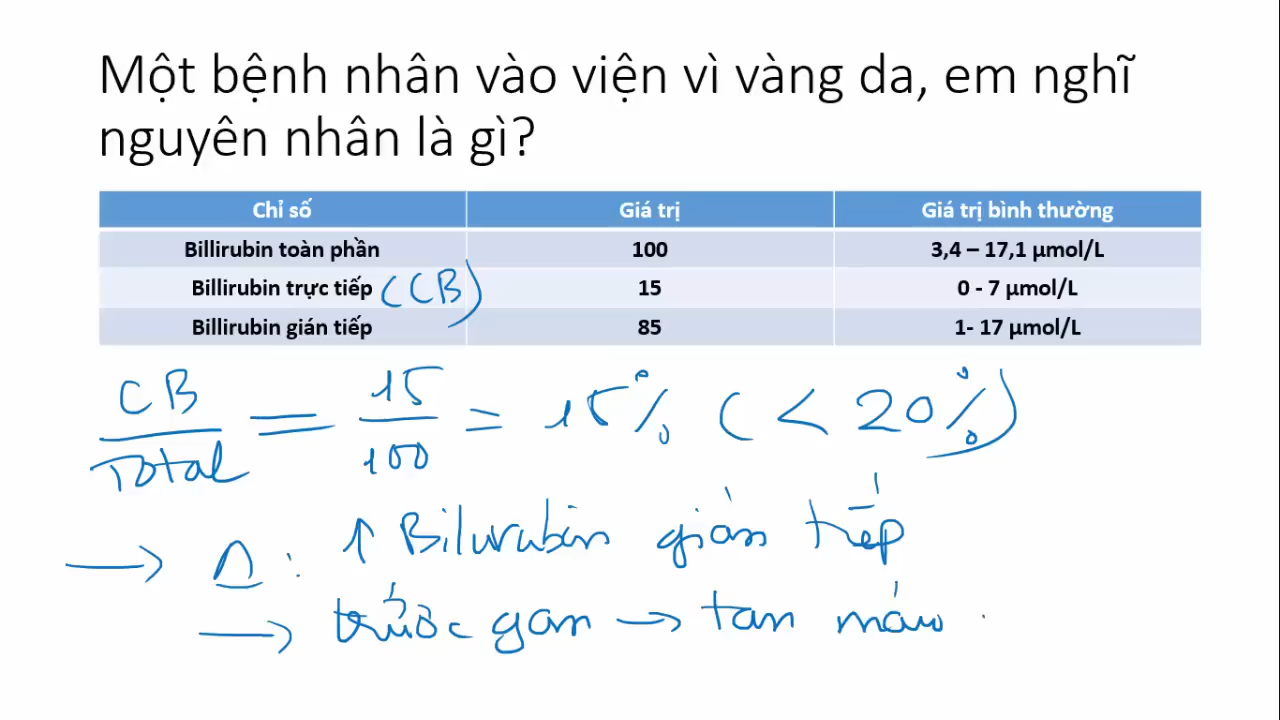 Một bệnh nhân vào viện vì vàng da, em nghĩ
nguyên nhân là gì?
Chỉ số Giá trị Giá trị bình thường
Billirubin toàn phần 100 3,4 – 17,1 μmol/L
Billirubin trực tiếp (CB) 15 0 - 7 μmol/L
Billirubin gián tiếp 85 1- 17 μmol/L
CB/Total = 15/100 = 15% (< 20%)
→ Δ: ↑ Bilirubin gián tiếp
→ trước gan → tan máu